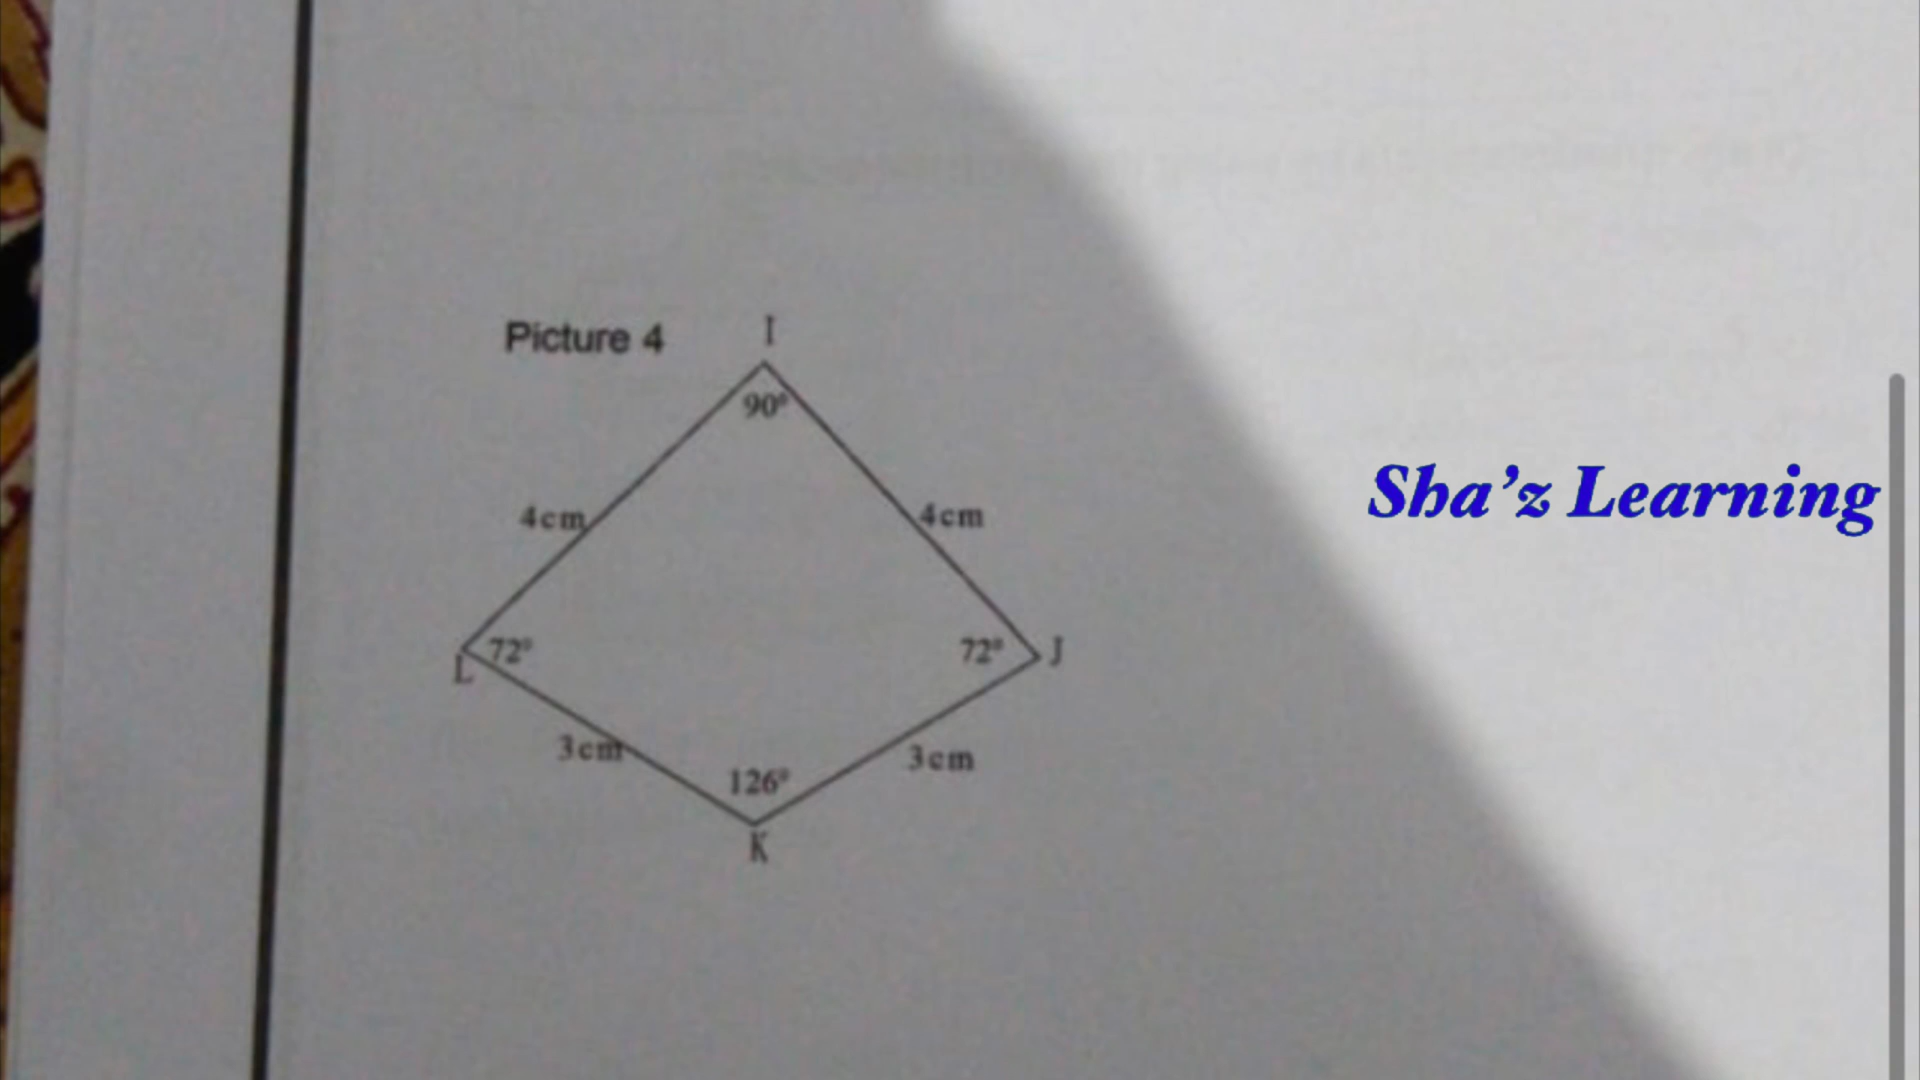 Picture 4
I
90°
4cm
4cm
Sha'z Learning
L
72°
72°
J
3cm
3cm
126°
K